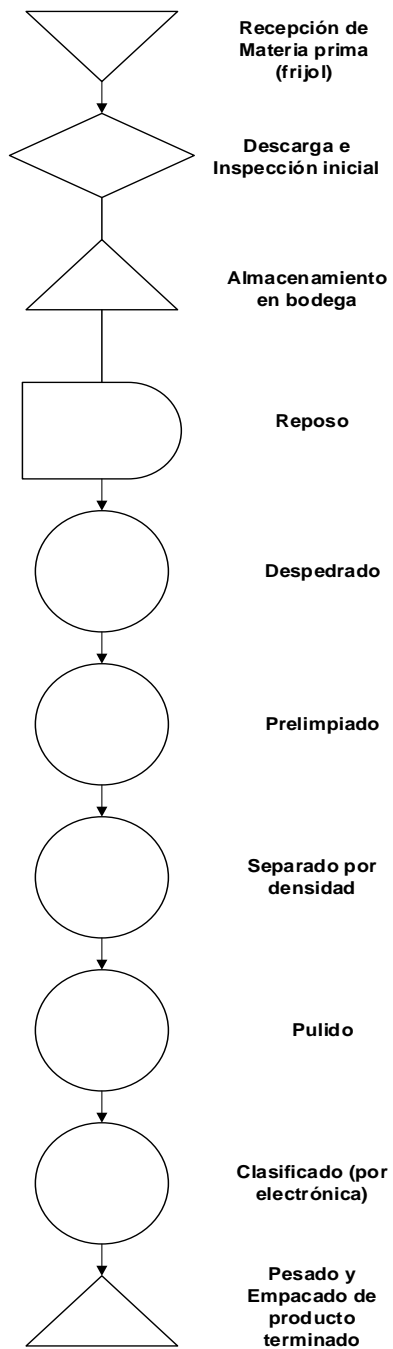 Recepción de
Materia prima
(frijol)
Descarga e
Inspección inicial
Almacenamiento
en bodega
Reposo
Despedrado
Prelimpiado
Separado por
densidad
Pulido
Clasificado (por
electrónica)
Pesado y
Empacado de
producto
terminado